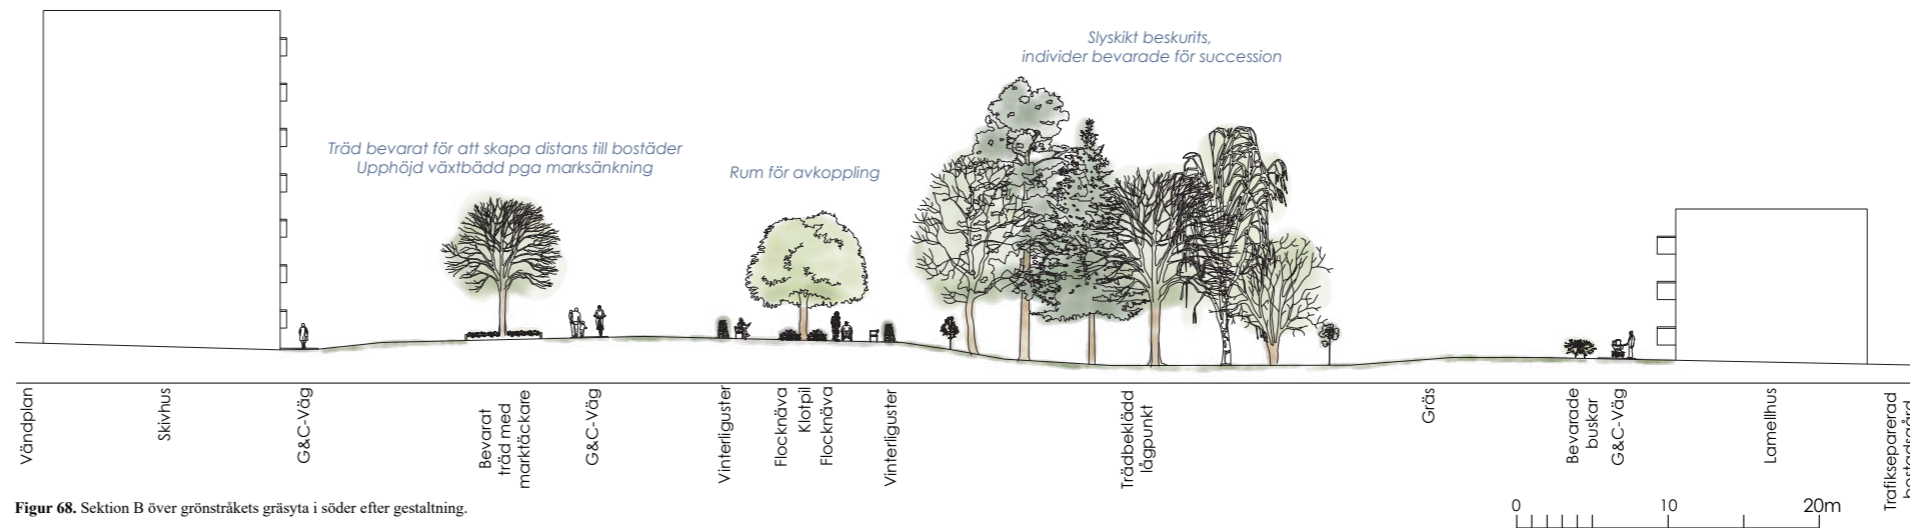 Slyskikt beskurits,
individer bevarade för succession
Träd bevarat för att skapa distans till bostäder
Upphöjd växtbädd pga marksänkning
Rum för avkoppling
Vändplan
Skivhus
G&C-Väg
Bevarat
träd med
marktäckare
G&C-Väg
Vinterliguster
Flocknäva
Klotpil
Flocknäva
Vinterliguster
Trädbeklädd
lågpunkt
Gräs
Bevarade
buskar
G&C-Väg
Lamellhus
Trafikseparerad
Figur 68. Sektion B över grönstråkets gräsyta i söder efter gestaltning.
0 10 20m